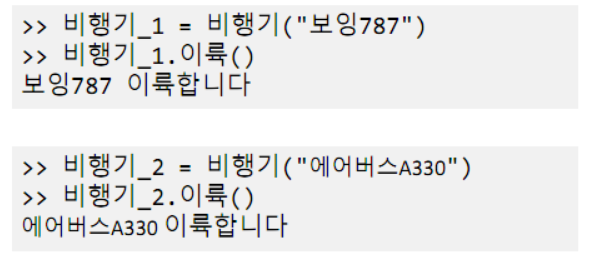 >> 비행기_1 = 비행기("보잉787")
>> 비행기_1.이륙()
보잉787 이륙합니다
>> 비행기_2 = 비행기("에어버스A330")
>> 비행기_2.이륙()
에어버스A330 이륙합니다